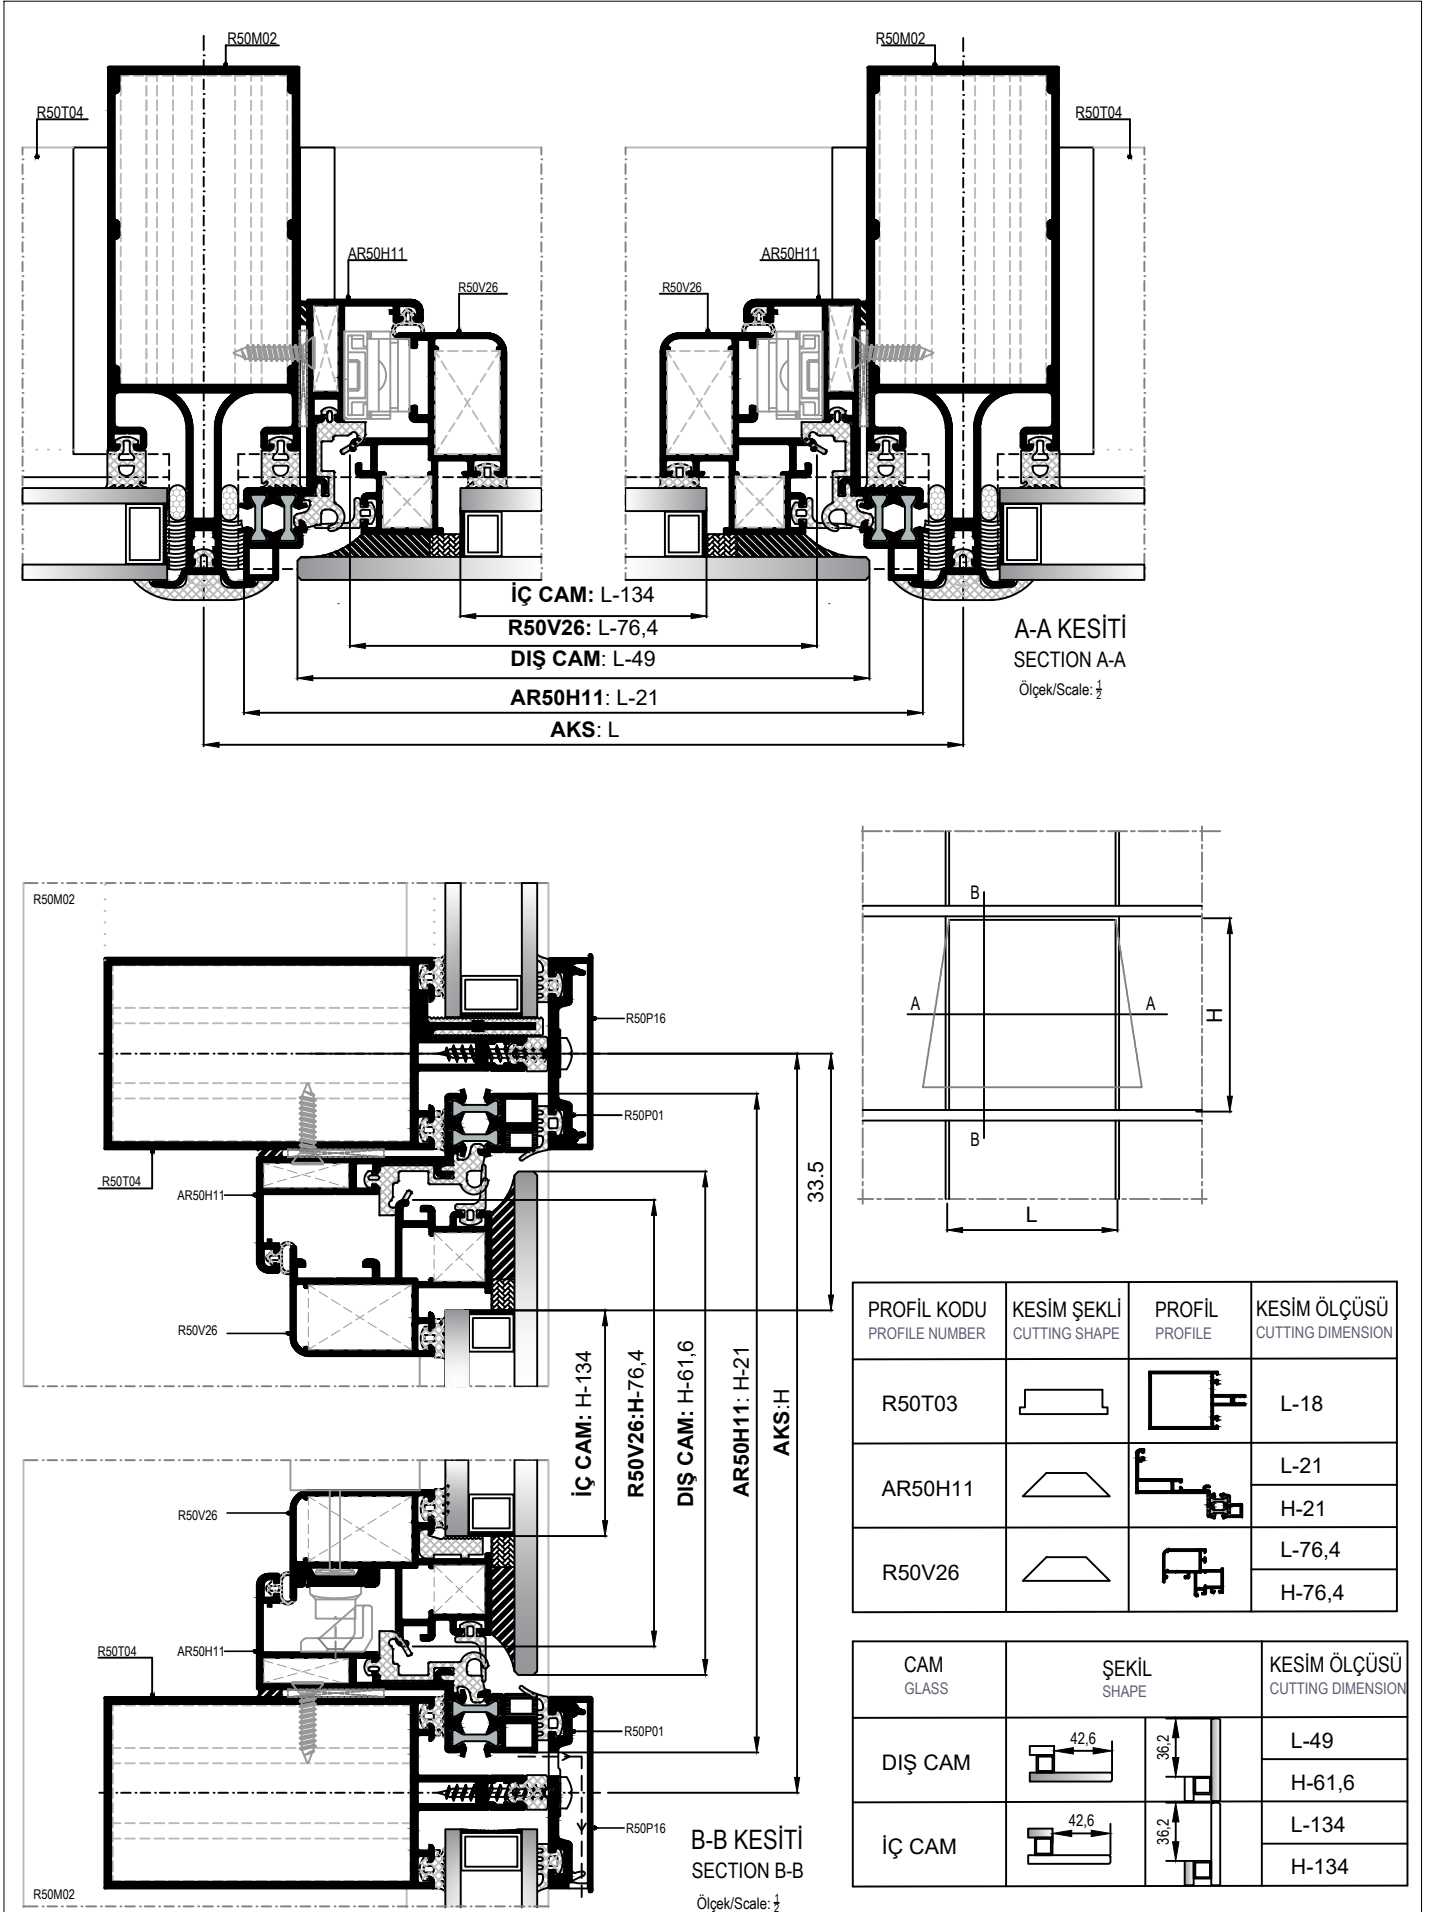 R50M02
R50M02
R50T04
R50T04
AR50H11
AR50H11
R50V26
R50V26
İÇ CAM: L-134
R50V26: L-76,4
DIŞ CAM: L-49
AR50H11: L-21
AKS: L
A-A KESİTİ
SECTION A-A
Ölçek/Scale: 1/2
R50M02
R50P16
R50P01
R50T04
AR50H11
R50V26
33.5
İÇ CAM: H-134
R50V26:H-76,4
DIŞ CAM: H-61,6
AR50H11: H-21
AKS:H
R50V26
R50T04
AR50H11
R50P01
R50P16
R50M02
B-B KESİTİ
SECTION B-B
Ölçek/Scale: 1/2
B
A
A
H
B
L
PROFİL KODU KESİM ŞEKLİ PROFİL KESİM ÖLÇÜSÜ
PROFILE NUMBER CUTTING SHAPE PROFILE CUTTING DIMENSION
R50T03 L-18
AR50H11 L-21
H-21
R50V26 L-76,4
H-76,4
CAM ŞEKİL KESİM ÖLÇÜSÜ
GLASS SHAPE CUTTING DIMENSION
DIŞ CAM 42,6 36,2 L-49
H-61,6
İÇ CAM 42,6 36,2 L-134
H-134